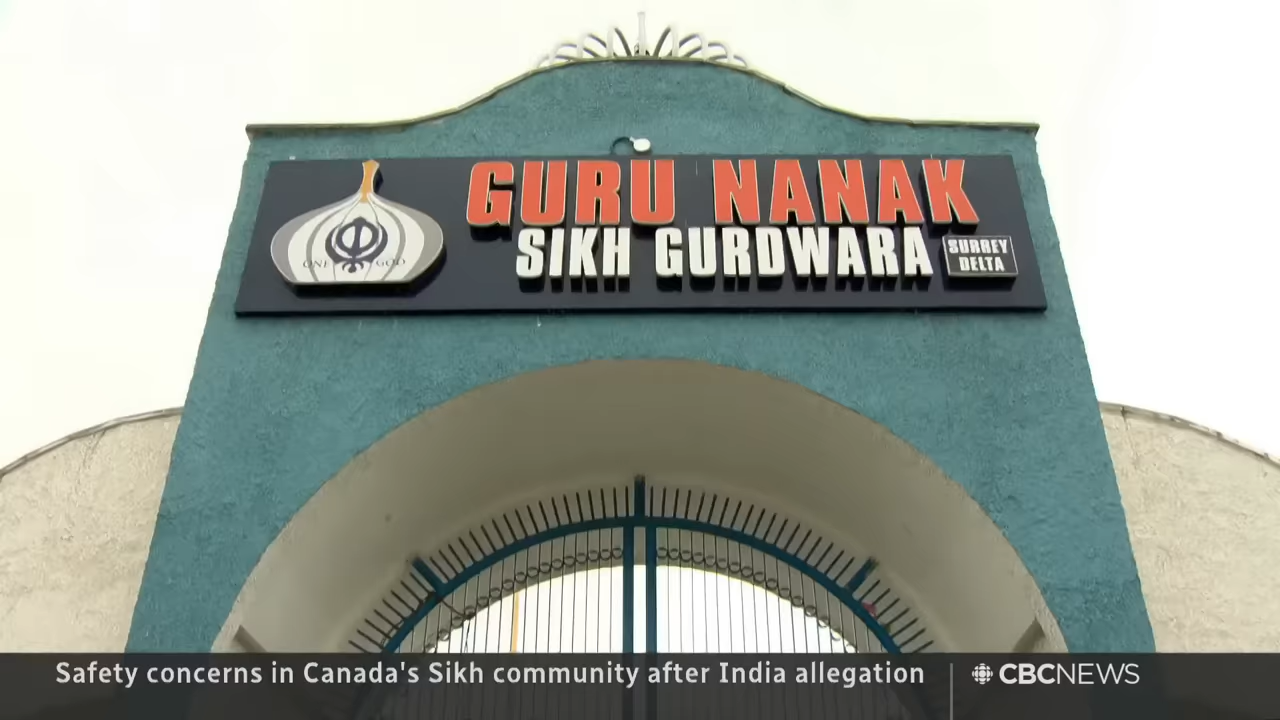 GURU NANAK
SIKH GURDWARA
SURREY
DELTA
ONE GOD
Safety concerns in Canada's Sikh community after India allegation
CBCNEWS